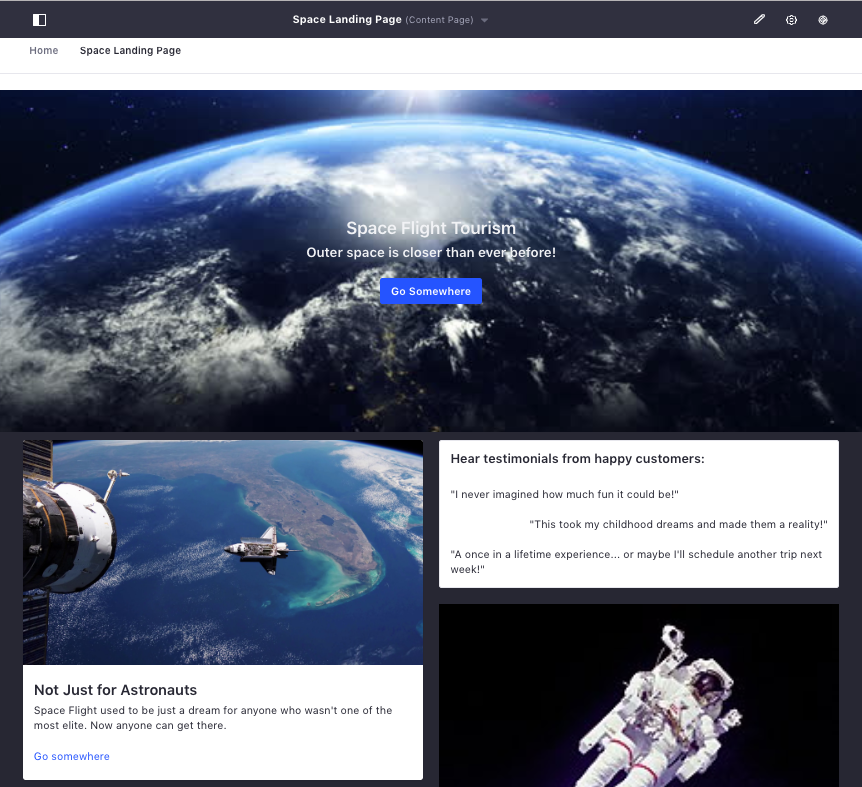 Space Landing Page (Content Page)
Home Space Landing Page
Space Flight Tourism
Outer space is closer than ever before!
Go Somewhere
Not Just for Astronauts
Space Flight used to be just a dream for anyone who wasn't one of the
most elite. Now anyone can get there.
Go somewhere
Hear testimonials from happy customers:
"I never imagined how much fun it could be!"
"This took my childhood dreams and made them a reality!"
"A once in a lifetime experience... or maybe I'll schedule another trip next
week!"